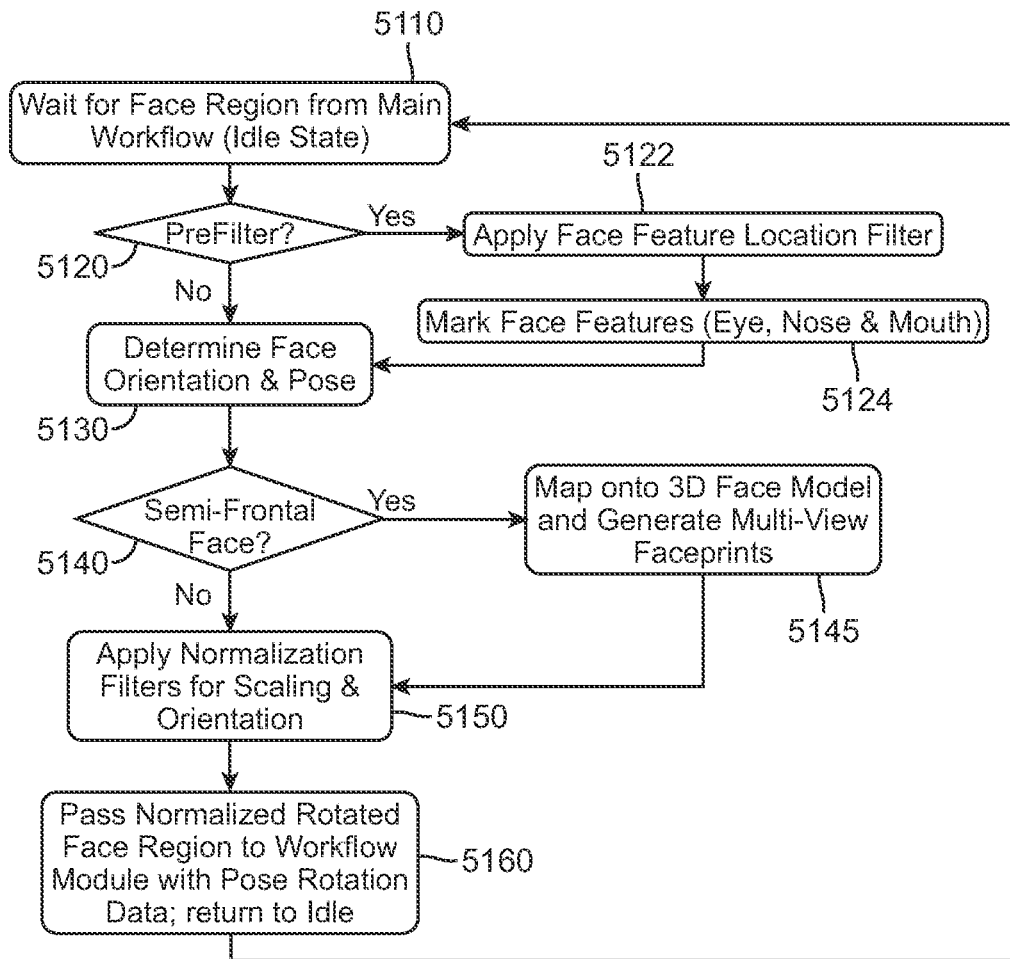 5110
Wait for Face Region from Main
Workflow (Idle State)
5122
PreFilter?
Yes
Apply Face Feature Location Filter
5120
No
Mark Face Features (Eye, Nose & Mouth)
Determine Face
Orientation & Pose
5124
5130
Semi-Frontal
Face?
Yes
Map onto 3D Face Model
and Generate Multi-View
Faceprints
5140
No
5145
Apply Normalization
Filters for Scaling &
Orientation
5150
Pass Normalized Rotated
Face Region to Workflow
Module with Pose Rotation
Data; return to Idle
5160